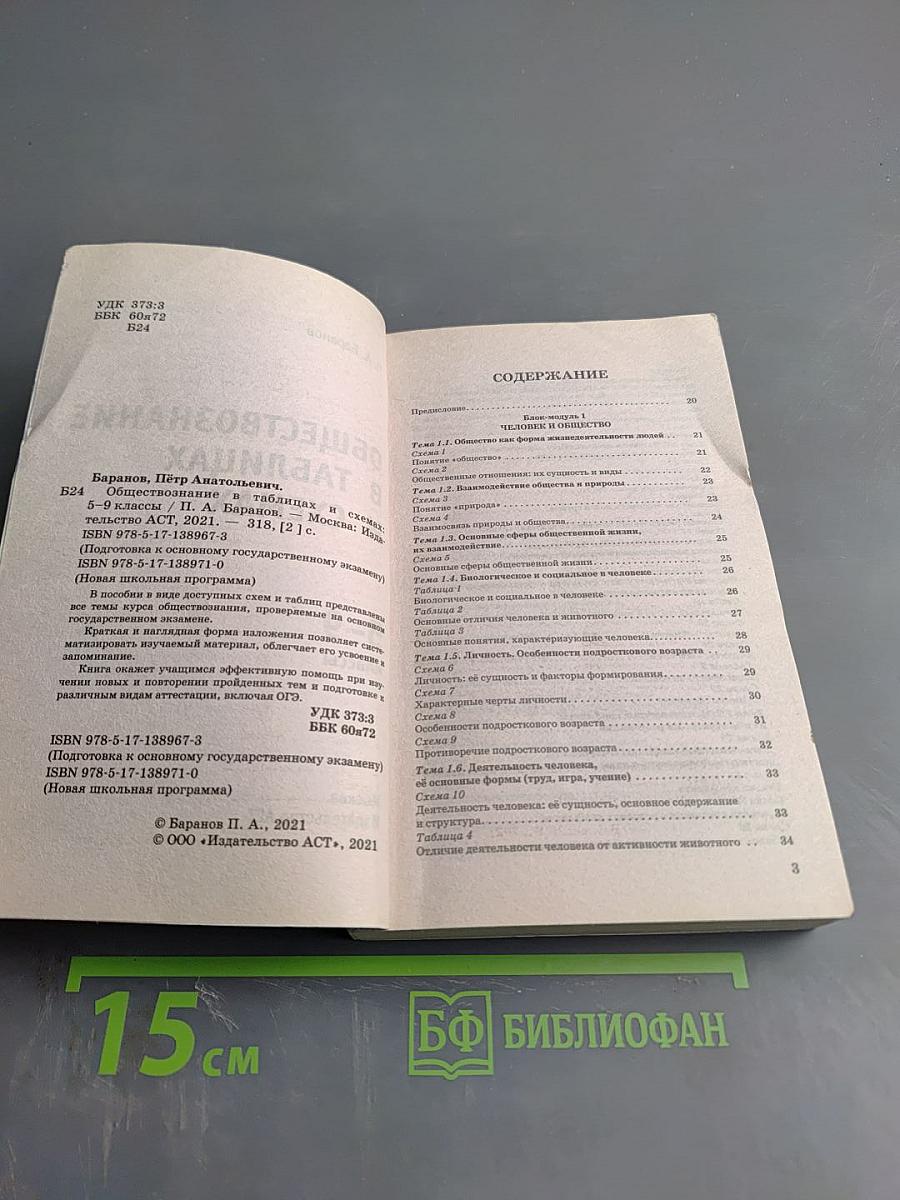 УДК 373:3
ББК 60я72
Б24
Баранов, Пётр Анатольевич.
Б24 Обществознание в таблицах и схемах:
5–9 классы / П. А. Баранов. — Москва: Изда-
тельство АСТ, 2021. — 318, [2] с.
ISBN 978-5-17-138967-3
(Подготовка к основному государственному экзамену)
ISBN 978-5-17-138971-0
(Новая школьная программа)
В пособии в виде доступных схем и таблиц представлены
все темы курса обществознания, проверяемые на основном
государственном экзамене.
Краткая и наглядная форма изложения позволяет систе-
матизировать изучаемый материал, облегчает его усвоение и
запоминание.
Книга окажет учащимся эффективную помощь при изу-
чении новых и повторении пройденных тем и подготовке к
различным видам аттестации, включая ОГЭ.
УДК 373:3
ББК 60я72
ISBN 978-5-17-138967-3
(Подготовка к основному государственному экзамену)
ISBN 978-5-17-138971-0
(Новая школьная программа)
© Баранов П. А., 2021
© ООО «Издательство АСТ», 2021
СОДЕРЖАНИЕ
Предисловие. . . . . . . . . . . . . . . . . . . . 20
Блок-модуль 1
ЧЕЛОВЕК И ОБЩЕСТВО
Тема 1.1. Общество как форма жизнедеятельности людей . . 21
Схема 1
Понятие «общество» . . . . . . . . . . . . . . . . 21
Схема 2
Общественные отношения: их сущность и виды . . . . . . 22
Тема 1.2. Взаимодействие общества и природы . . . . . . 23
Схема 3
Понятие «природа» . . . . . . . . . . . . . . . . 23
Схема 4
Взаимосвязь природы и общества. . . . . . . . . . . . 24
Тема 1.3. Основные сферы общественной жизни,
их взаимодействие. . . . . . . . . . . . . . . . . 25
Схема 5
Основные сферы общественной жизни. . . . . . . . . . 25
Тема 1.4. Биологическое и социальное в человеке. . . . . . 26
Таблица 1
Биологическое и социальное в человеке. . . . . . . . . . 26
Таблица 2
Основные отличия человека и животного . . . . . . . . 27
Таблица 3
Основные понятия, характеризующие человека. . . . . . . 28
Тема 1.5. Личность. Особенности подросткового возраста . . 29
Схема 6
Личность: её сущность и факторы формирования. . . . . . 29
Схема 7
Характерные черты личности. . . . . . . . . . . . . 30
Схема 8
Особенности подросткового возраста . . . . . . . . . . 31
Схема 9
Противоречие подросткового возраста. . . . . . . . . . 32
Тема 1.6. Деятельность человека,
её основные формы (труд, игра, учение) . . . . . . . . . 33
Схема 10
Деятельность человека: её сущность, основное содержание
и структура. . . . . . . . . . . . . . . . . . . . 33
Таблица 4
Отличие деятельности человека от активности животного . . 34
3
15 см
БФ БИБЛИОФАН